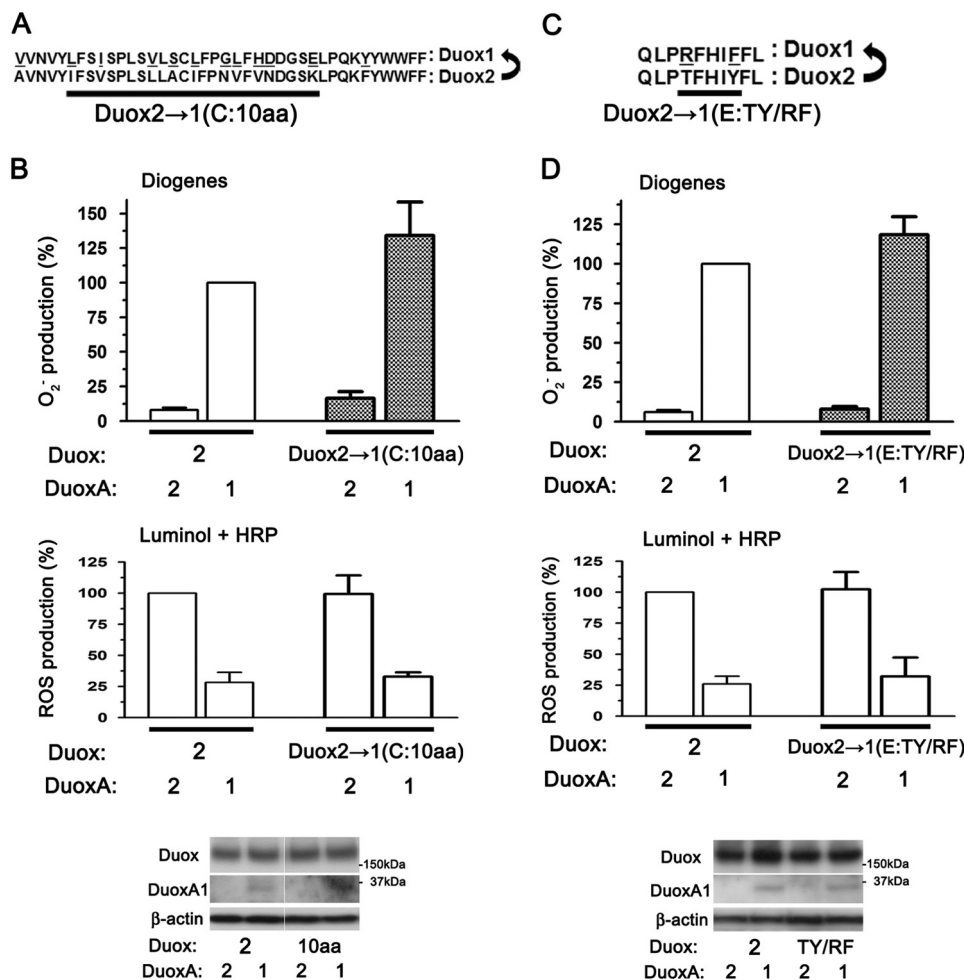 A
VVNVYLFSISPLSVLSCLFPGLFHDDGSELPQKYYWWFF : Duox1
AVNVYIFSVSPLSLLACIFPNVFVNDGSKLPQKFYWWFF : Duox2
Duox2→1(C:10aa)
C
QLPRFHIFFL : Duox1
QLPTFHIYFL : Duox2
Duox2→1(E:TY/RF)
B
Diogenes
O2- production (%)
150
125
100
75
50
25
0
Duox: 2 Duox2→1(C:10aa)
DuoxA: 2 1 2 1
Luminol + HRP
ROS production (%)
125
100
75
50
25
0
Duox: 2 Duox2→1(C:10aa)
DuoxA: 2 1 2 1
Duox
-150kDa
DuoxA1
- 37kDa
β-actin
Duox: 2 10aa
DuoxA: 2 1 2 1
D
Diogenes
O2- production (%)
125
100
75
50
25
0
Duox: 2 Duox2→1(E:TY/RF)
DuoxA: 2 1 2 1
Luminol + HRP
ROS production (%)
125
100
75
50
25
0
Duox: 2 Duox2→1(E:TY/RF)
DuoxA: 2 1 2 1
Duox
-150kDa
DuoxA1
- 37kDa
β-actin
Duox: 2 TY/RF
DuoxA: 2 1 2 1